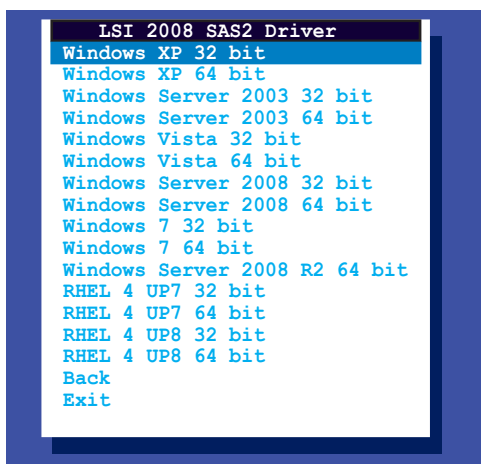 LSI 2008 SAS2 Driver
Windows XP 32 bit
Windows XP 64 bit
Windows Server 2003 32 bit
Windows Server 2003 64 bit
Windows Vista 32 bit
Windows Vista 64 bit
Windows Server 2008 32 bit
Windows Server 2008 64 bit
Windows 7 32 bit
Windows 7 64 bit
Windows Server 2008 R2 64 bit
RHEL 4 UP7 32 bit
RHEL 4 UP7 64 bit
RHEL 4 UP8 32 bit
RHEL 4 UP8 64 bit
Back
Exit